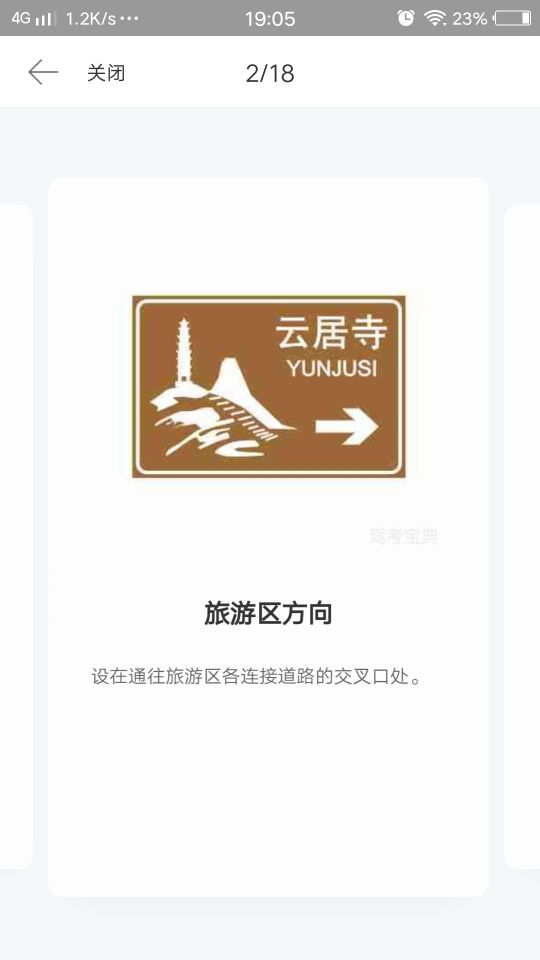 4G 1.2K/s 19:05 23%
关闭 2/18
云居寺
YUNJUSI
驾考宝典
旅游区方向
设在通往旅游区各连接道路的交叉口处。